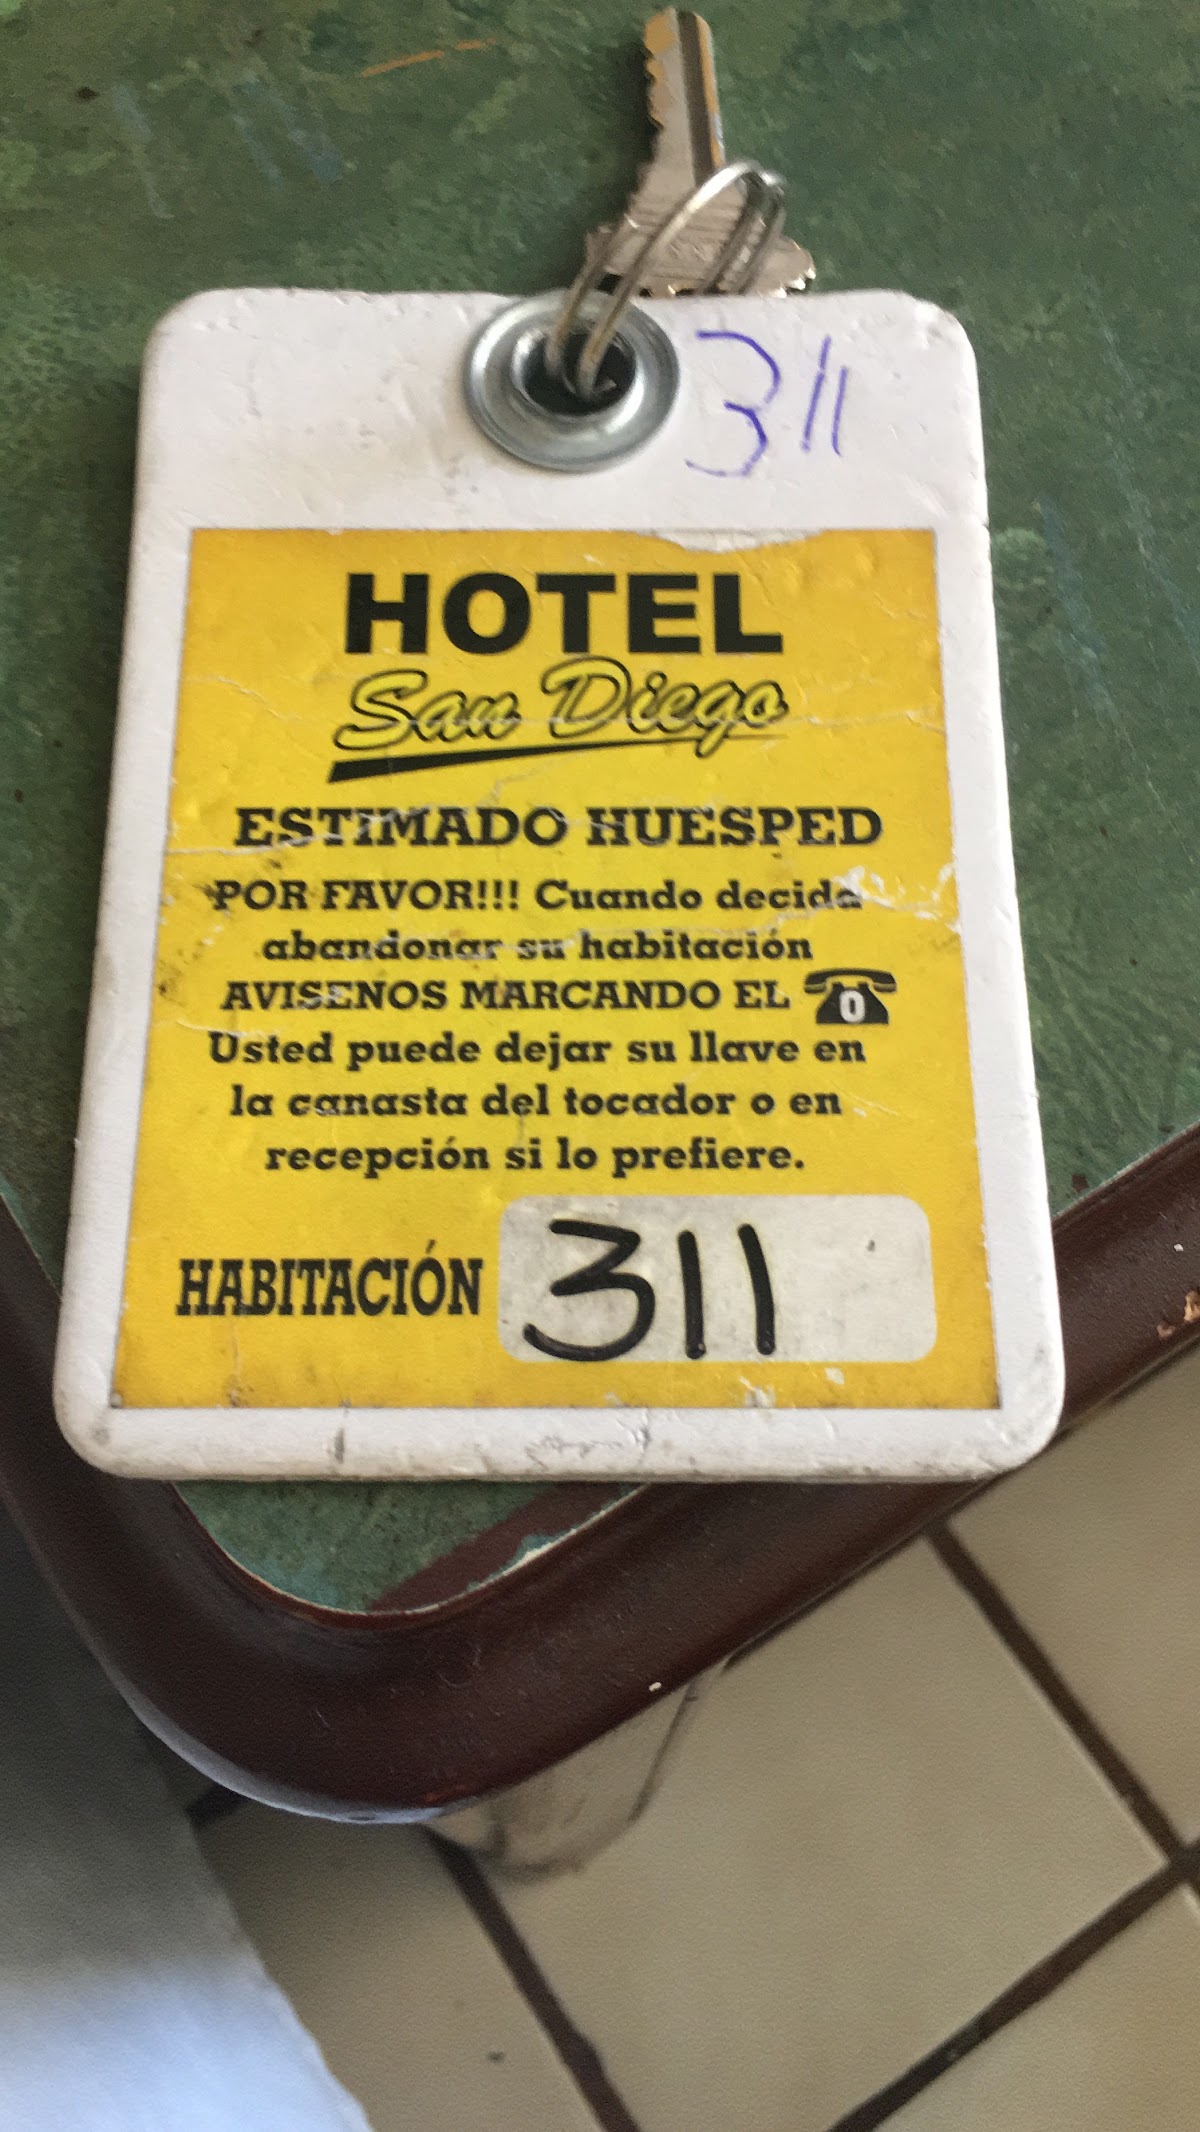 311
HOTEL
San Diego
ESTIMADO HUESPED
POR FAVOR!!! Cuando decida
abandonar su habitación
AVISENOS MARCANDO EL 0
Usted puede dejar su llave en
la canasta del tocador o en
recepción si lo prefiere.
HABITACIÓN 311